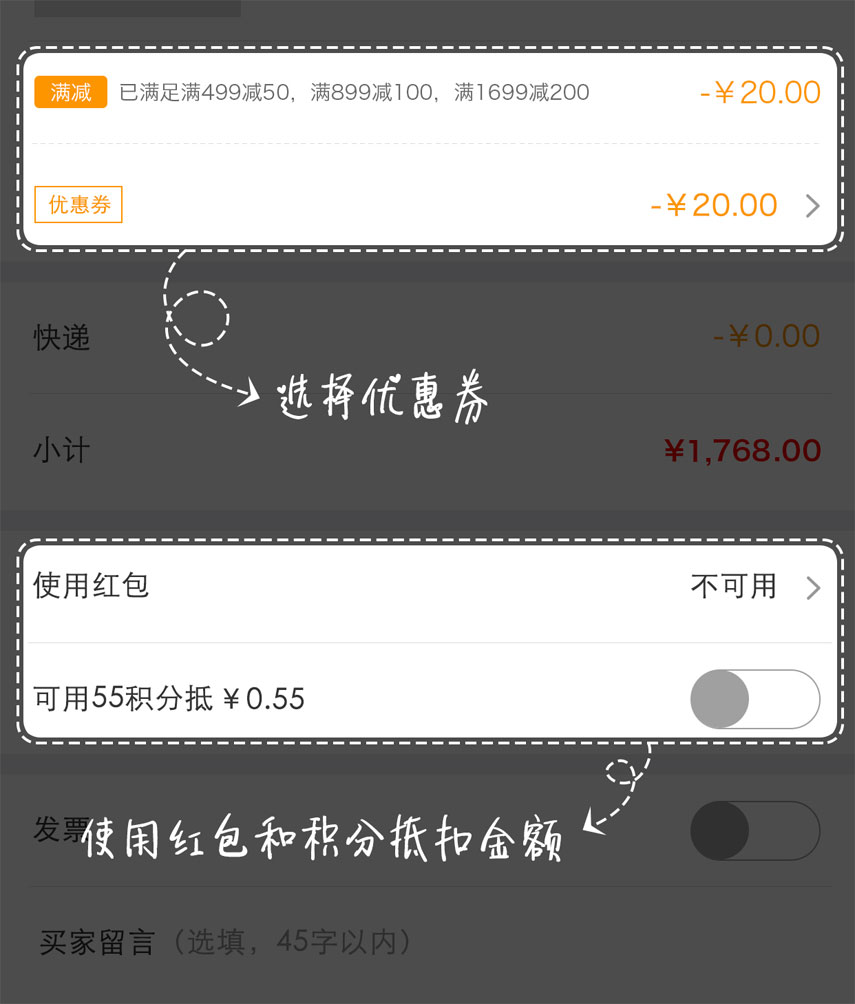 满减 已满足满499减50，满899减100，满1699减200 -￥20.00
优惠券 -￥20.00
快递 -￥0.00
选择优惠券
小计 ¥1,768.00
使用红包 不可用
可用55积分抵￥0.55
发票
使用红包和积分抵扣金额
买家留言（选填，45字以内）